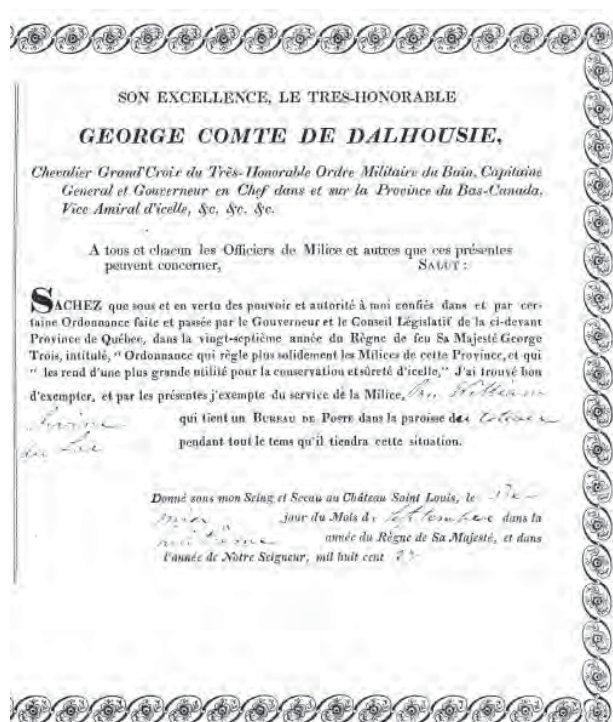 SON EXCELLENCE, LE TRES-HONORABLE
GEORGE COMTE DE DALHOUSIE,
Chevalier Grand'Croix du Très-Honorable Ordre Militaire du Bain, Capitaine
General et Gouverneur en Chef dans et sur la Province du Bas-Canada,
Vice Amiral d'icelle, &c. &c. &c.
A tous et chacun les Officiers de Milice et autres que ces présentes
peuvent concerner, SALUT :
SACHEZ que sous et en vertu des pouvoir et autorité à moi confiés dans et par cer-
taine Ordonnance faite et passée par le Gouverneur et le Conseil Législatif de la ci-devant
Province de Québec, dans la vingt-septième année du Règne de feu Sa Majesté George
Trois, intitulé, " Ordonnance qui règle plus solidement les Milices de cette Province, et qui
" les rend d'une plus grande utilité pour la conservation et sûreté d'icelle," J'ai trouvé bon
d'exempter, et par les présentes j'exempte du service de la Milice, William
qui tient un BUREAU DE POSTE dans la paroisse des
du Lac pendant tout le tems qu'il tiendra cette situation.
Donné sous mon Seing et Sceau au Château Saint Louis, le
jour du Mois de Septembre dans la
année du Règne de Sa Majesté, et dans
l'année de Notre Seigneur, mil huit cent